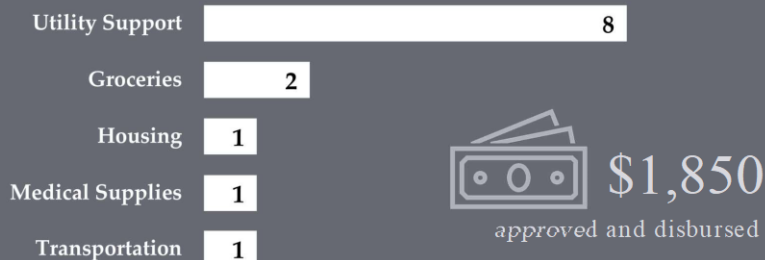 Utility Support 8
Groceries 2
Housing 1
Medical Supplies 1
Transportation 1
$1,850
approved and disbursed